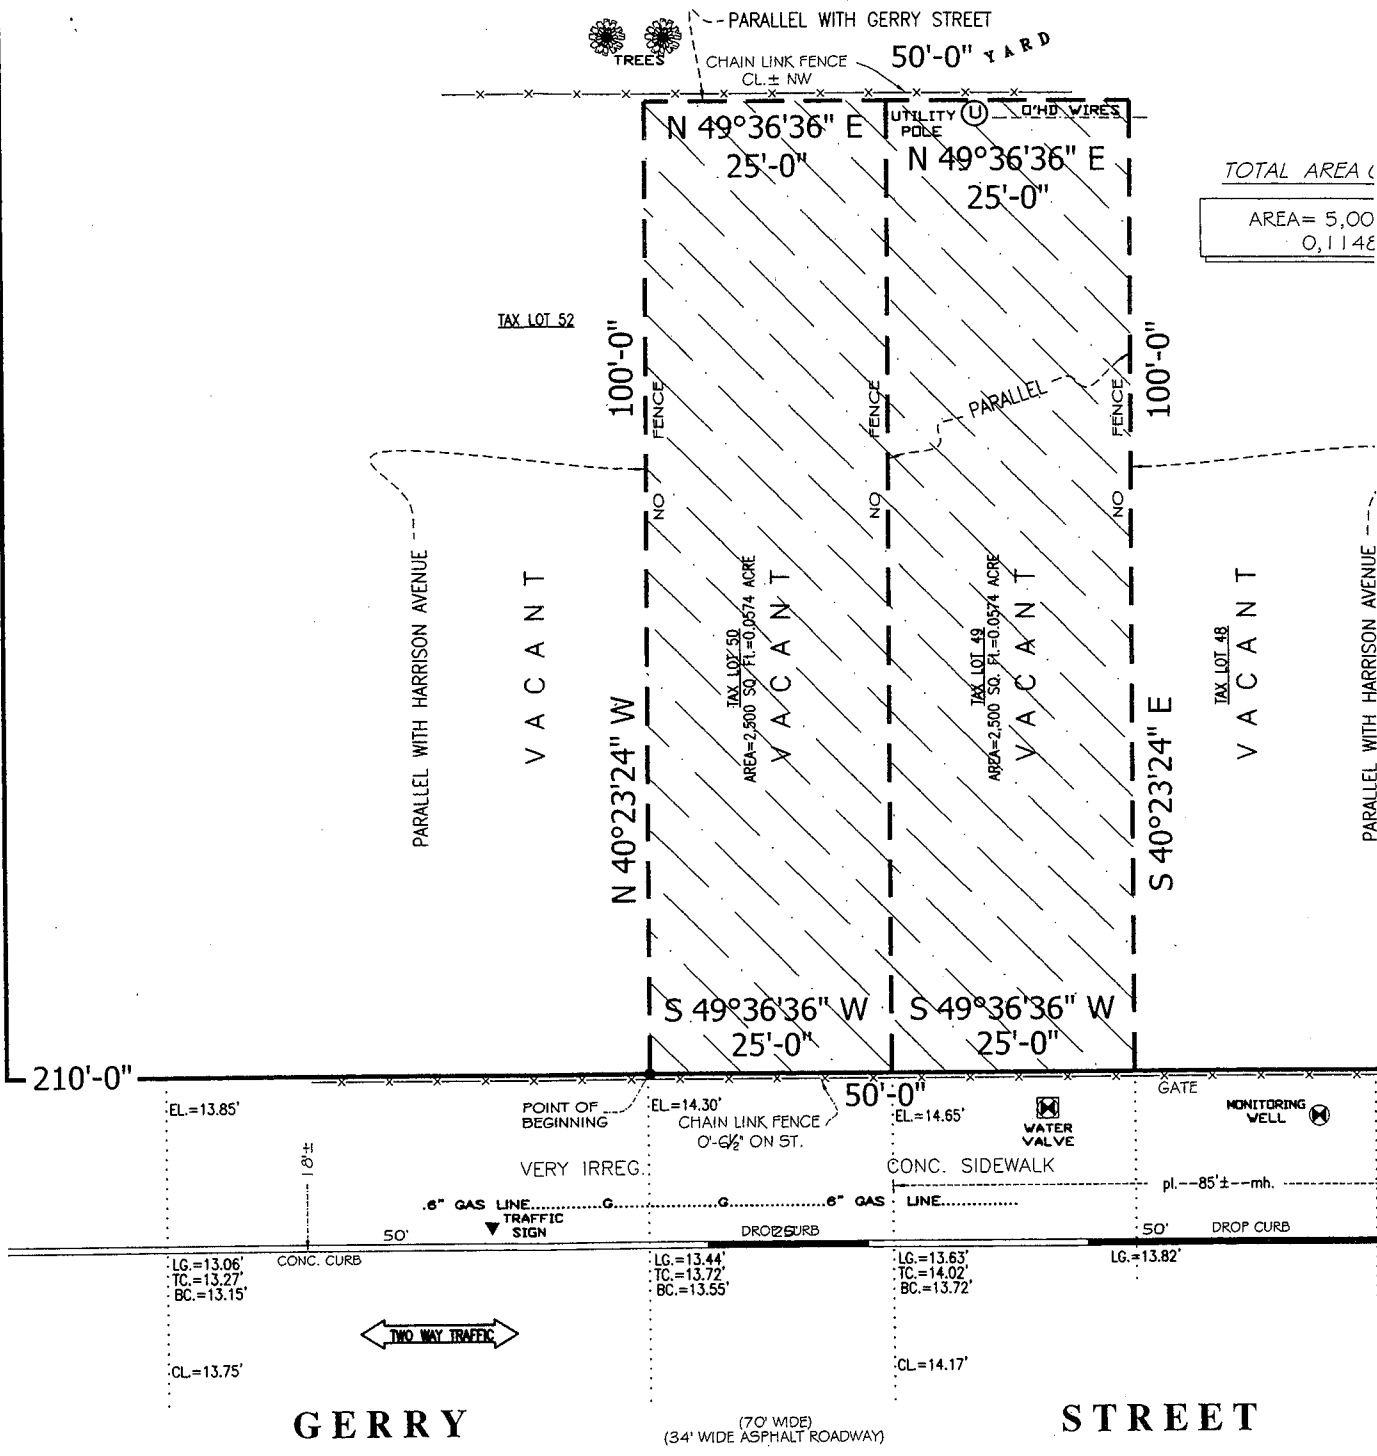 PARALLEL WITH GERRY STREET
TREES
CHAIN LINK FENCE
CL.± NW
50'-0" YARD
N 49°36'36" E
25'-0"
UTILITY
POLE
U
O'HD WIRES
N 49°36'36" E
25'-0"
TOTAL AREA
AREA= 5,00
0,1148
TAX LOT 52
100'-0"
NO FENCE
NO FENCE
PARALLEL
NO FENCE
100'-0"
PARALLEL WITH HARRISON AVENUE
VACANT
N 40°23'24" W
TAX LOT 50
AREA=2,500 SQ. Ft.=0.0574 ACRE
VACANT
TAX LOT 49
AREA=2,500 SQ. Ft.=0.0574 ACRE
VACANT
S 40°23'24" E
TAX LOT 48
VACANT
PARALLEL WITH HARRISON AVENUE
S 49°36'36" W
25'-0"
S 49°36'36" W
25'-0"
210'-0"
50'-0"
GATE
EL.=13.85'
POINT OF
BEGINNING
EL.=14.30'
CHAIN LINK FENCE
0'-6½" ON ST.
EL.=14.65'
WATER
VALVE
MONITORING
WELL
18'±
VERY IRREG.
CONC. SIDEWALK
pl.--85'±--mh.
6" GAS LINE G G 6" GAS LINE
TRAFFIC
SIGN
50'
DROP CURB
25'
50'
DROP CURB
CONC. CURB
LG.=13.06'
TC.=13.27'
BC.=13.15'
LG.=13.44'
TC.=13.72'
BC.=13.55'
LG.=13.63'
TC.=14.02'
BC.=13.72'
LG.=13.82'
TWO WAY TRAFFIC
CL.=13.75'
CL.=14.17'
GERRY STREET
(70' WIDE)
(34' WIDE ASPHALT ROADWAY)